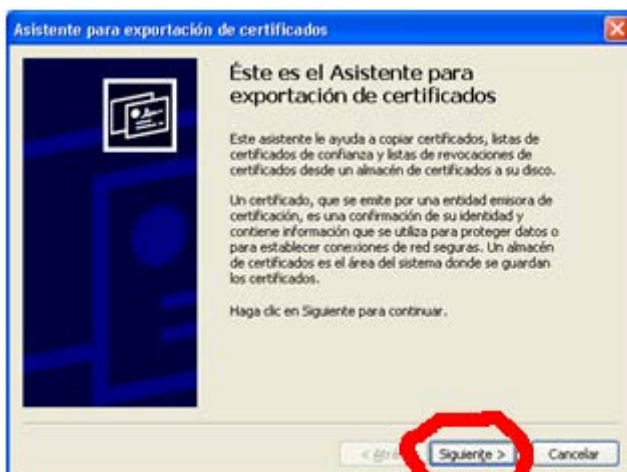 Asistente para exportación de certificados
Éste es el Asistente para
exportación de certificados
Este asistente le ayuda a copiar certificados, listas de
certificados de confianza y listas de revocaciones de
certificados desde un almacén de certificados a su disco.
Un certificado, que se emite por una entidad emisora de
certificación, es una confirmación de su identidad y
contiene información que se utiliza para proteger datos o
para establecer conexiones de red seguras. Un almacén
de certificados es el área del sistema donde se guardan
los certificados.
Haga clic en Siguiente para continuar.
Siguiente > Cancelar